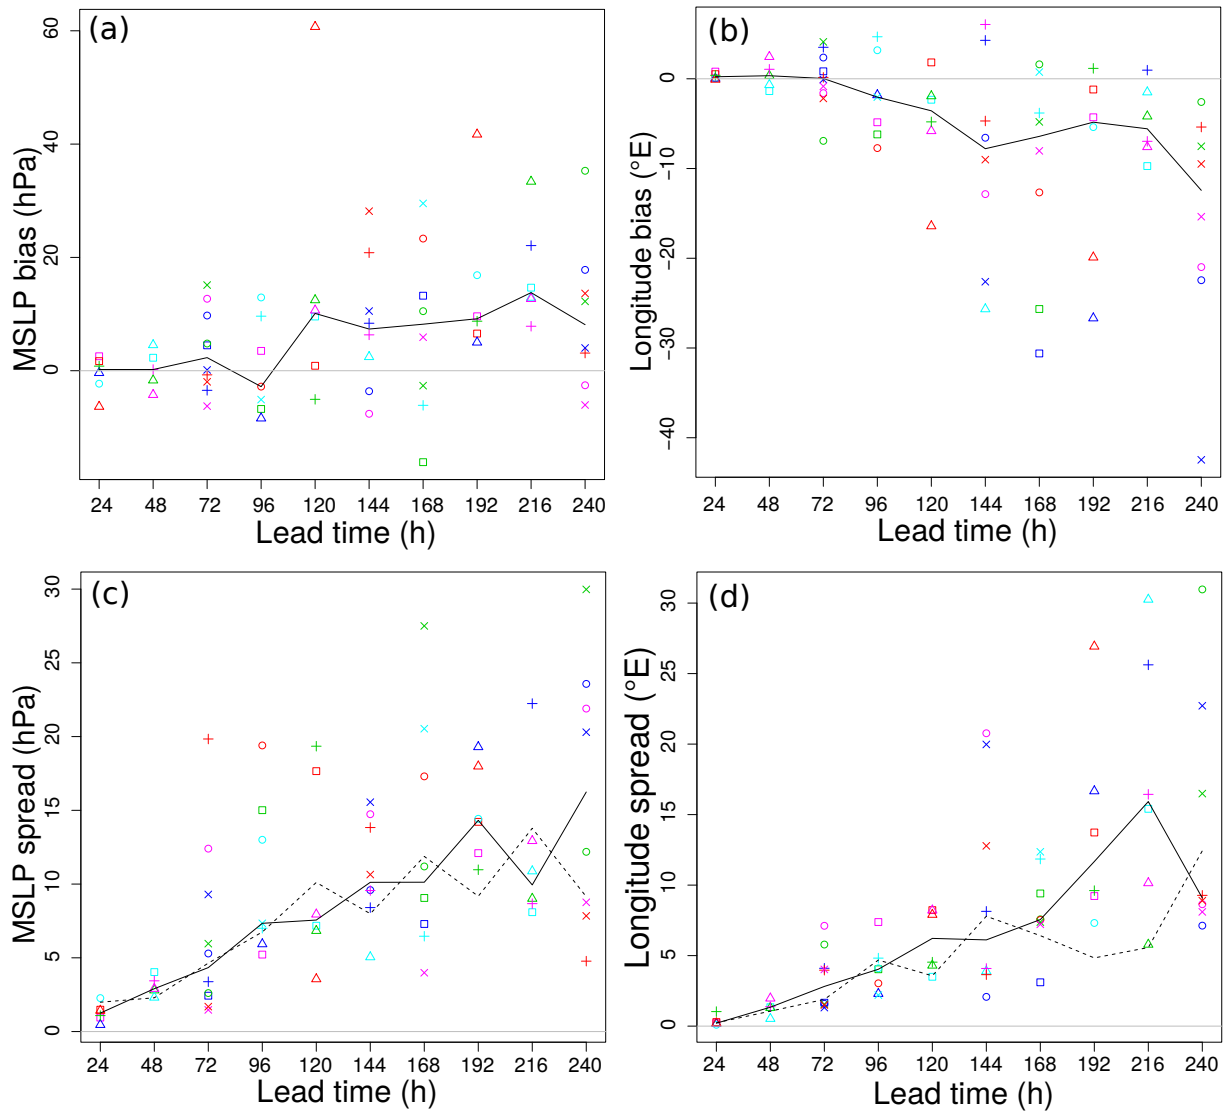 (a)
MSLP bias (hPa)
60
40
20
0
24 48 72 96 120 144 168 192 216 240
Lead time (h)
(b)
Longitude bias (°E)
0
−10
−20
−30
−40
24 48 72 96 120 144 168 192 216 240
Lead time (h)
(c)
MSLP spread (hPa)
30
25
20
15
10
5
0
24 48 72 96 120 144 168 192 216 240
Lead time (h)
(d)
Longitude spread (°E)
30
25
20
15
10
5
0
24 48 72 96 120 144 168 192 216 240
Lead time (h)